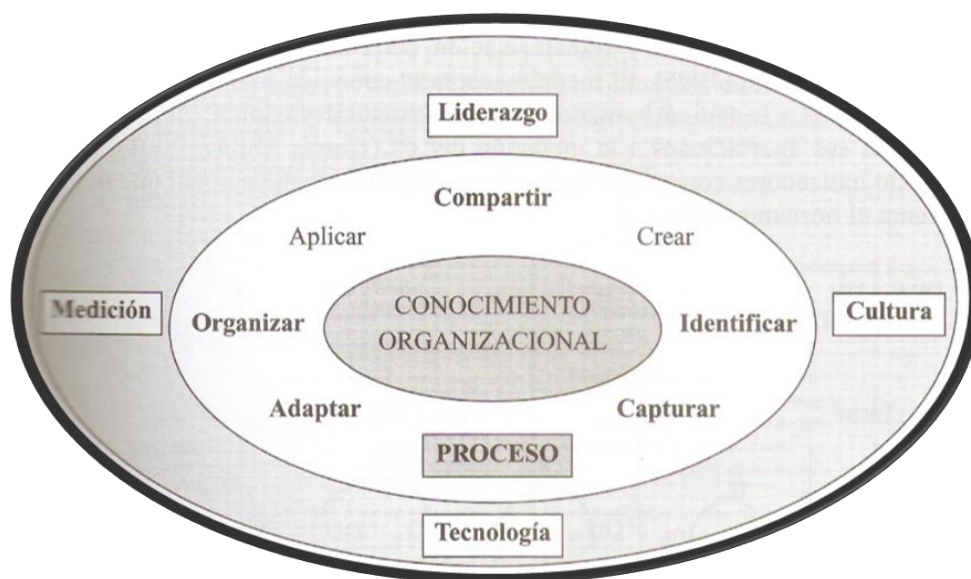 Liderazgo
Compartir
Aplicar
Crear
Medición
Organizar
CONOCIMIENTO
ORGANIZACIONAL
Identificar
Cultura
Adaptar
Capturar
PROCESO
Tecnología